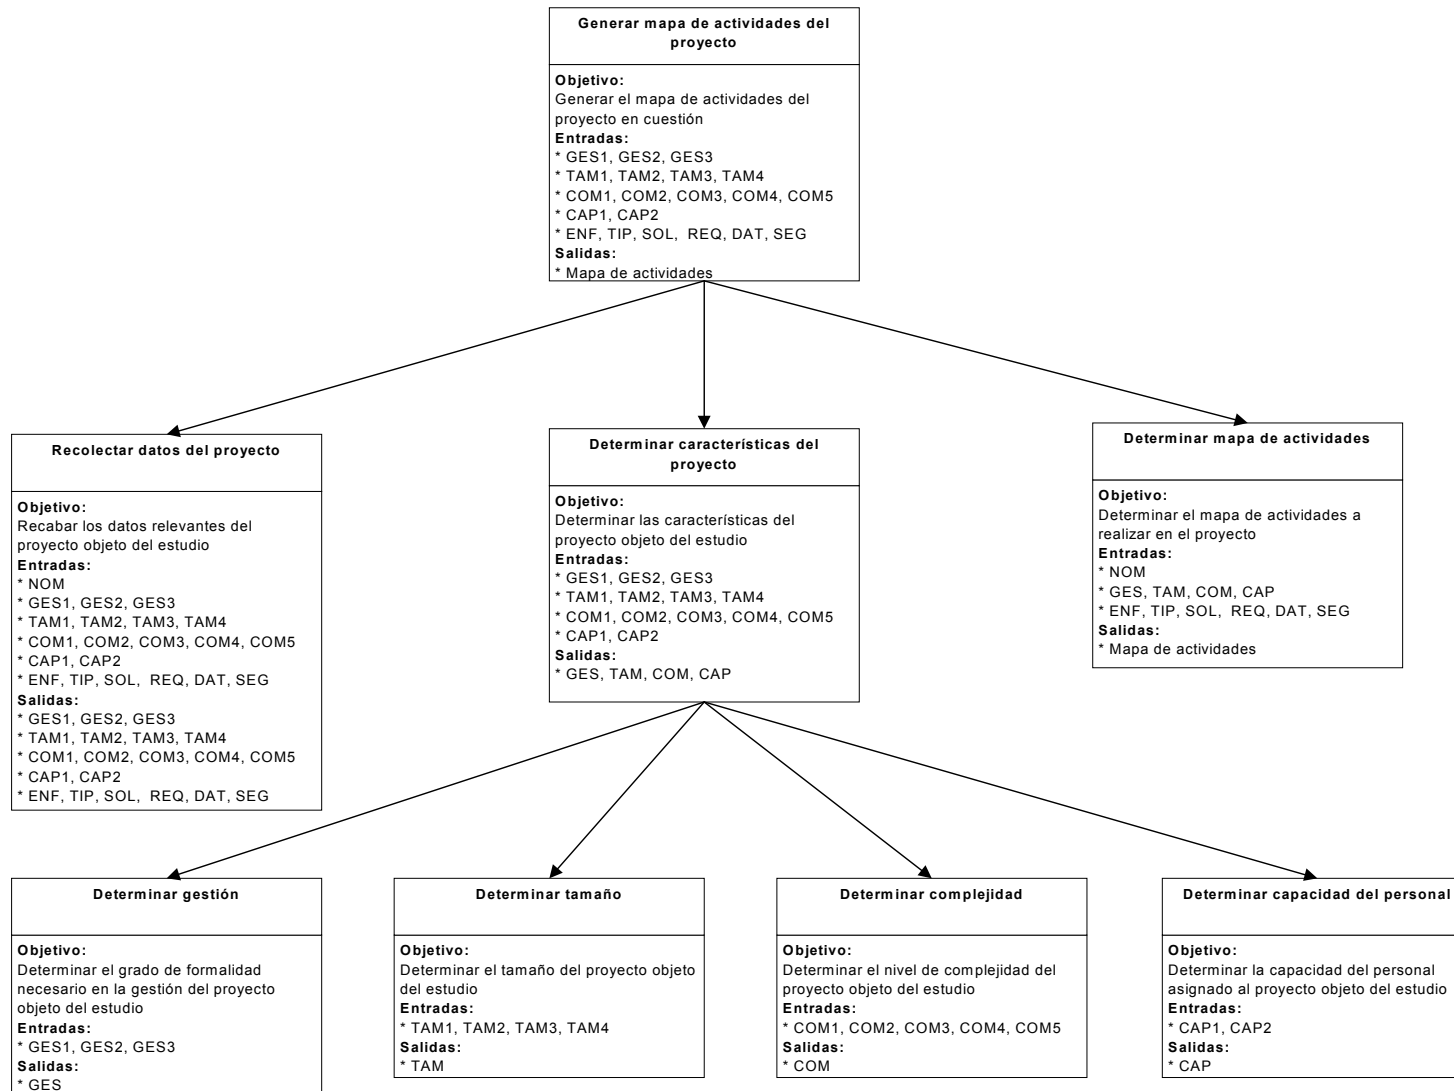 Generar mapa de actividades del
proyecto
Objetivo:
Generar el mapa de actividades del
proyecto en cuestión
Entradas:
* GES1, GES2, GES3
* TAM1, TAM2, TAM3, TAM4
* COM1, COM2, COM3, COM4, COM5
* CAP1, CAP2
* ENF, TIP, SOL,  REQ, DAT, SEG
Salidas:
* Mapa de actividades
Recolectar datos del proyecto
Objetivo:
Recabar los datos relevantes del
proyecto objeto del estudio
Entradas:
* NOM
* GES1, GES2, GES3
* TAM1, TAM2, TAM3, TAM4
* COM1, COM2, COM3, COM4, COM5
* CAP1, CAP2
* ENF, TIP, SOL,  REQ, DAT, SEG
Salidas:
* GES1, GES2, GES3
* TAM1, TAM2, TAM3, TAM4
* COM1, COM2, COM3, COM4, COM5
* CAP1, CAP2
* ENF, TIP, SOL,  REQ, DAT, SEG
Determinar características del
proyecto
Objetivo:
Determinar las características del
proyecto objeto del estudio
Entradas:
* GES1, GES2, GES3
* TAM1, TAM2, TAM3, TAM4
* COM1, COM2, COM3, COM4, COM5
* CAP1, CAP2
Salidas:
* GES, TAM, COM, CAP
Determinar mapa de actividades
Objetivo:
Determinar el mapa de actividades a
realizar en el proyecto
Entradas:
* NOM
* GES, TAM, COM, CAP
* ENF, TIP, SOL,  REQ, DAT, SEG
Salidas:
* Mapa de actividades
Determinar gestión
Objetivo:
Determinar el grado de formalidad
necesario en la gestión del proyecto
objeto del estudio
Entradas:
* GES1, GES2, GES3
Salidas:
* GES
Determinar tamaño
Objetivo:
Determinar el tamaño del proyecto objeto
del estudio
Entradas:
* TAM1, TAM2, TAM3, TAM4
Salidas:
* TAM
Determinar complejidad
Objetivo:
Determinar el nivel de complejidad del
proyecto objeto del estudio
Entradas:
* COM1, COM2, COM3, COM4, COM5
Salidas:
* COM
Determinar capacidad del personal
Objetivo:
Determinar la capacidad del personal
asignado al proyecto objeto del estudio
Entradas:
* CAP1, CAP2
Salidas:
* CAP